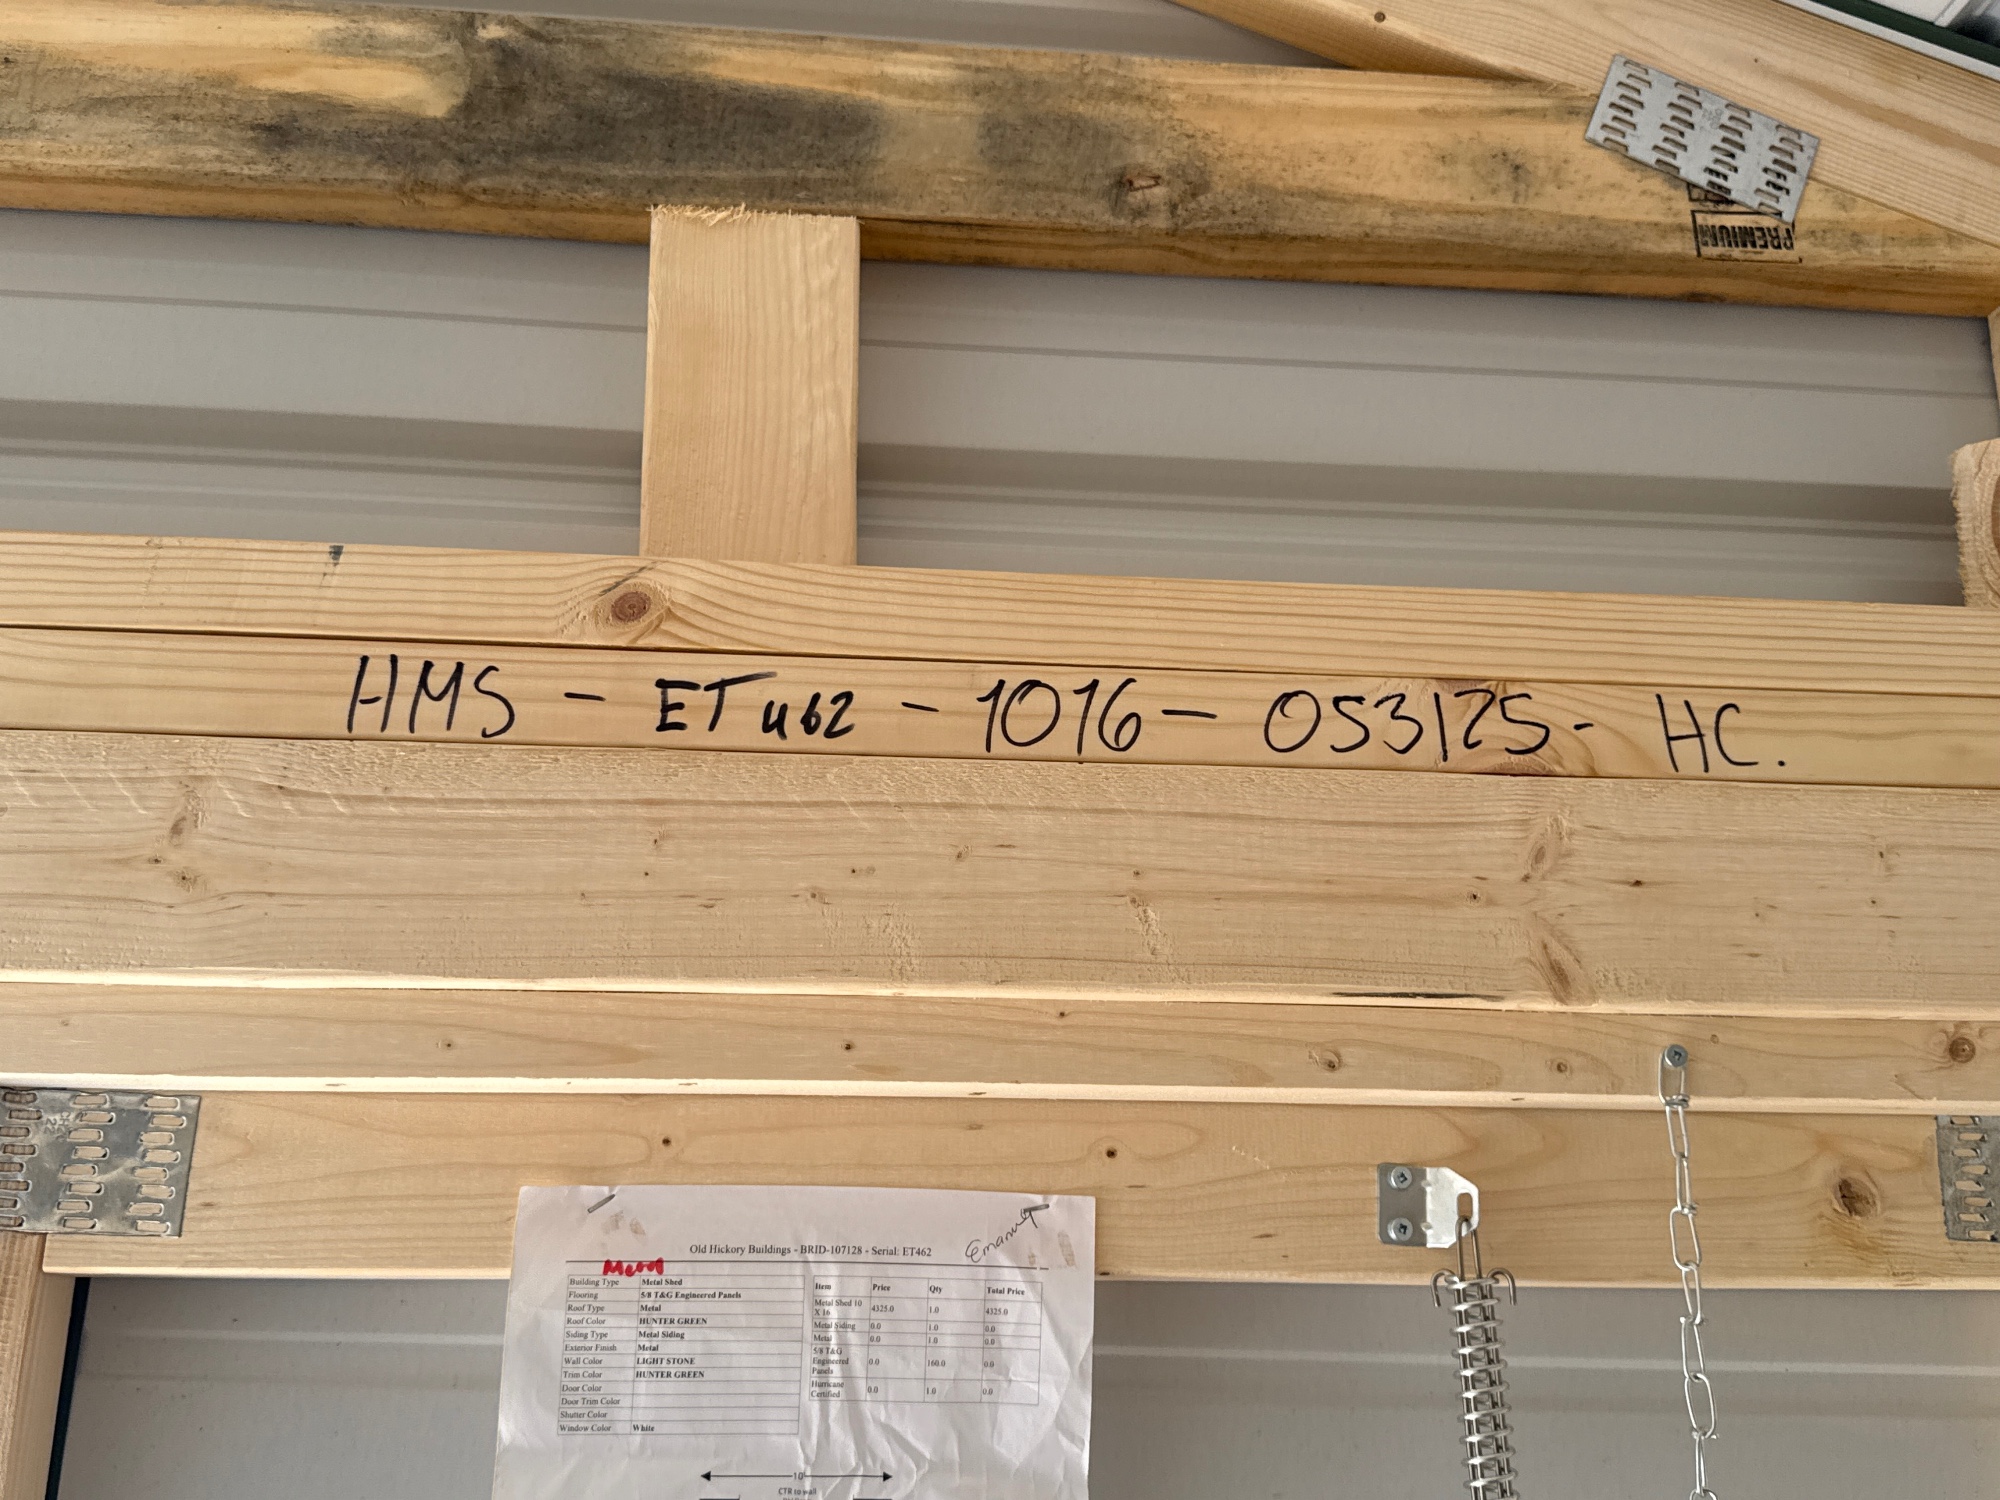 PREMIUM
HMS - ET462 - 1016 - 053125 - HC.
Old Hickory Buildings - BRID-107128 - Serial: ET462
Emanuel
Metal
Building Type Metal Shed
Flooring 5/8 T&G Engineered Panels
Roof Type Metal
Roof Color HUNTER GREEN
Siding Type Metal Siding
Exterior Finish Metal
Wall Color LIGHT STONE
Trim Color HUNTER GREEN
Door Color
Door Trim Color
Shutter Color
Window Color White
Item Price Qty Total Price
Metal Shed 10 X 16 4325.0 1.0 4325.0
Metal Siding 0.0 1.0 0.0
Metal 0.0 1.0 0.0
5/8 T&G Engineered Panels 0.0 160.0 0.0
Hurricane Certified 0.0 1.0 0.0
10'
CTR to wall